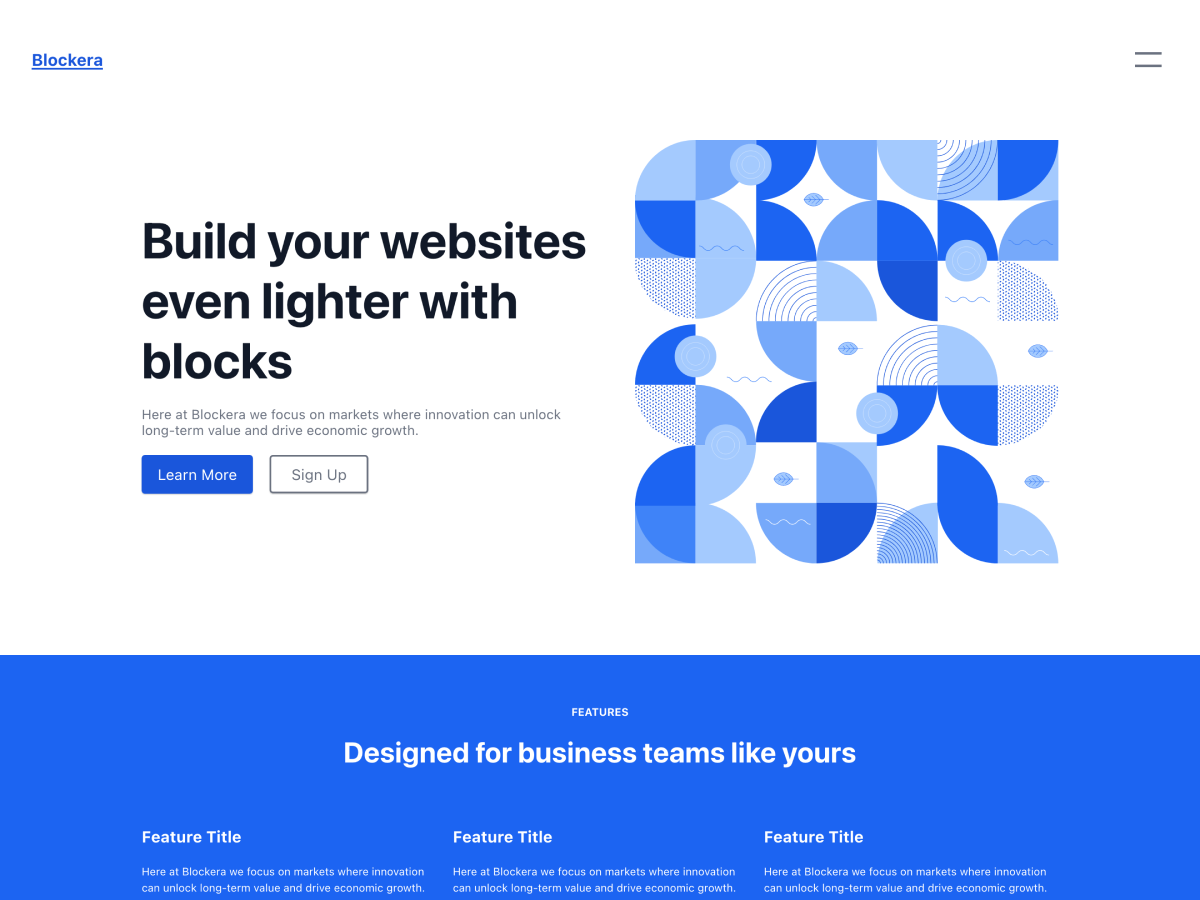 Blockera
Build your websites
even lighter with
blocks
Here at Blockera we focus on markets where innovation can unlock
long-term value and drive economic growth.
Learn More
Sign Up
FEATURES
Designed for business teams like yours
Feature Title
Here at Blockera we focus on markets where innovation
can unlock long-term value and drive economic growth.
Feature Title
Here at Blockera we focus on markets where innovation
can unlock long-term value and drive economic growth.
Feature Title
Here at Blockera we focus on markets where innovation
can unlock long-term value and drive economic growth.